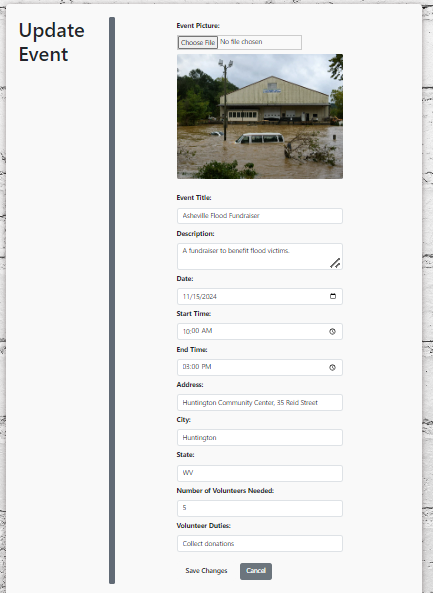 Update
Event
Event Picture:
Choose File No file chosen
Event Title:
Asheville Flood Fundraiser
Description:
A fundraiser to benefit flood victims.
Date:
11/15/2024
Start Time:
10:00 AM
End Time:
03:00 PM
Address:
Huntington Community Center, 35 Reid Street
City:
Huntington
State:
WV
Number of Volunteers Needed:
5
Volunteer Duties:
Collect donations
Save Changes Cancel